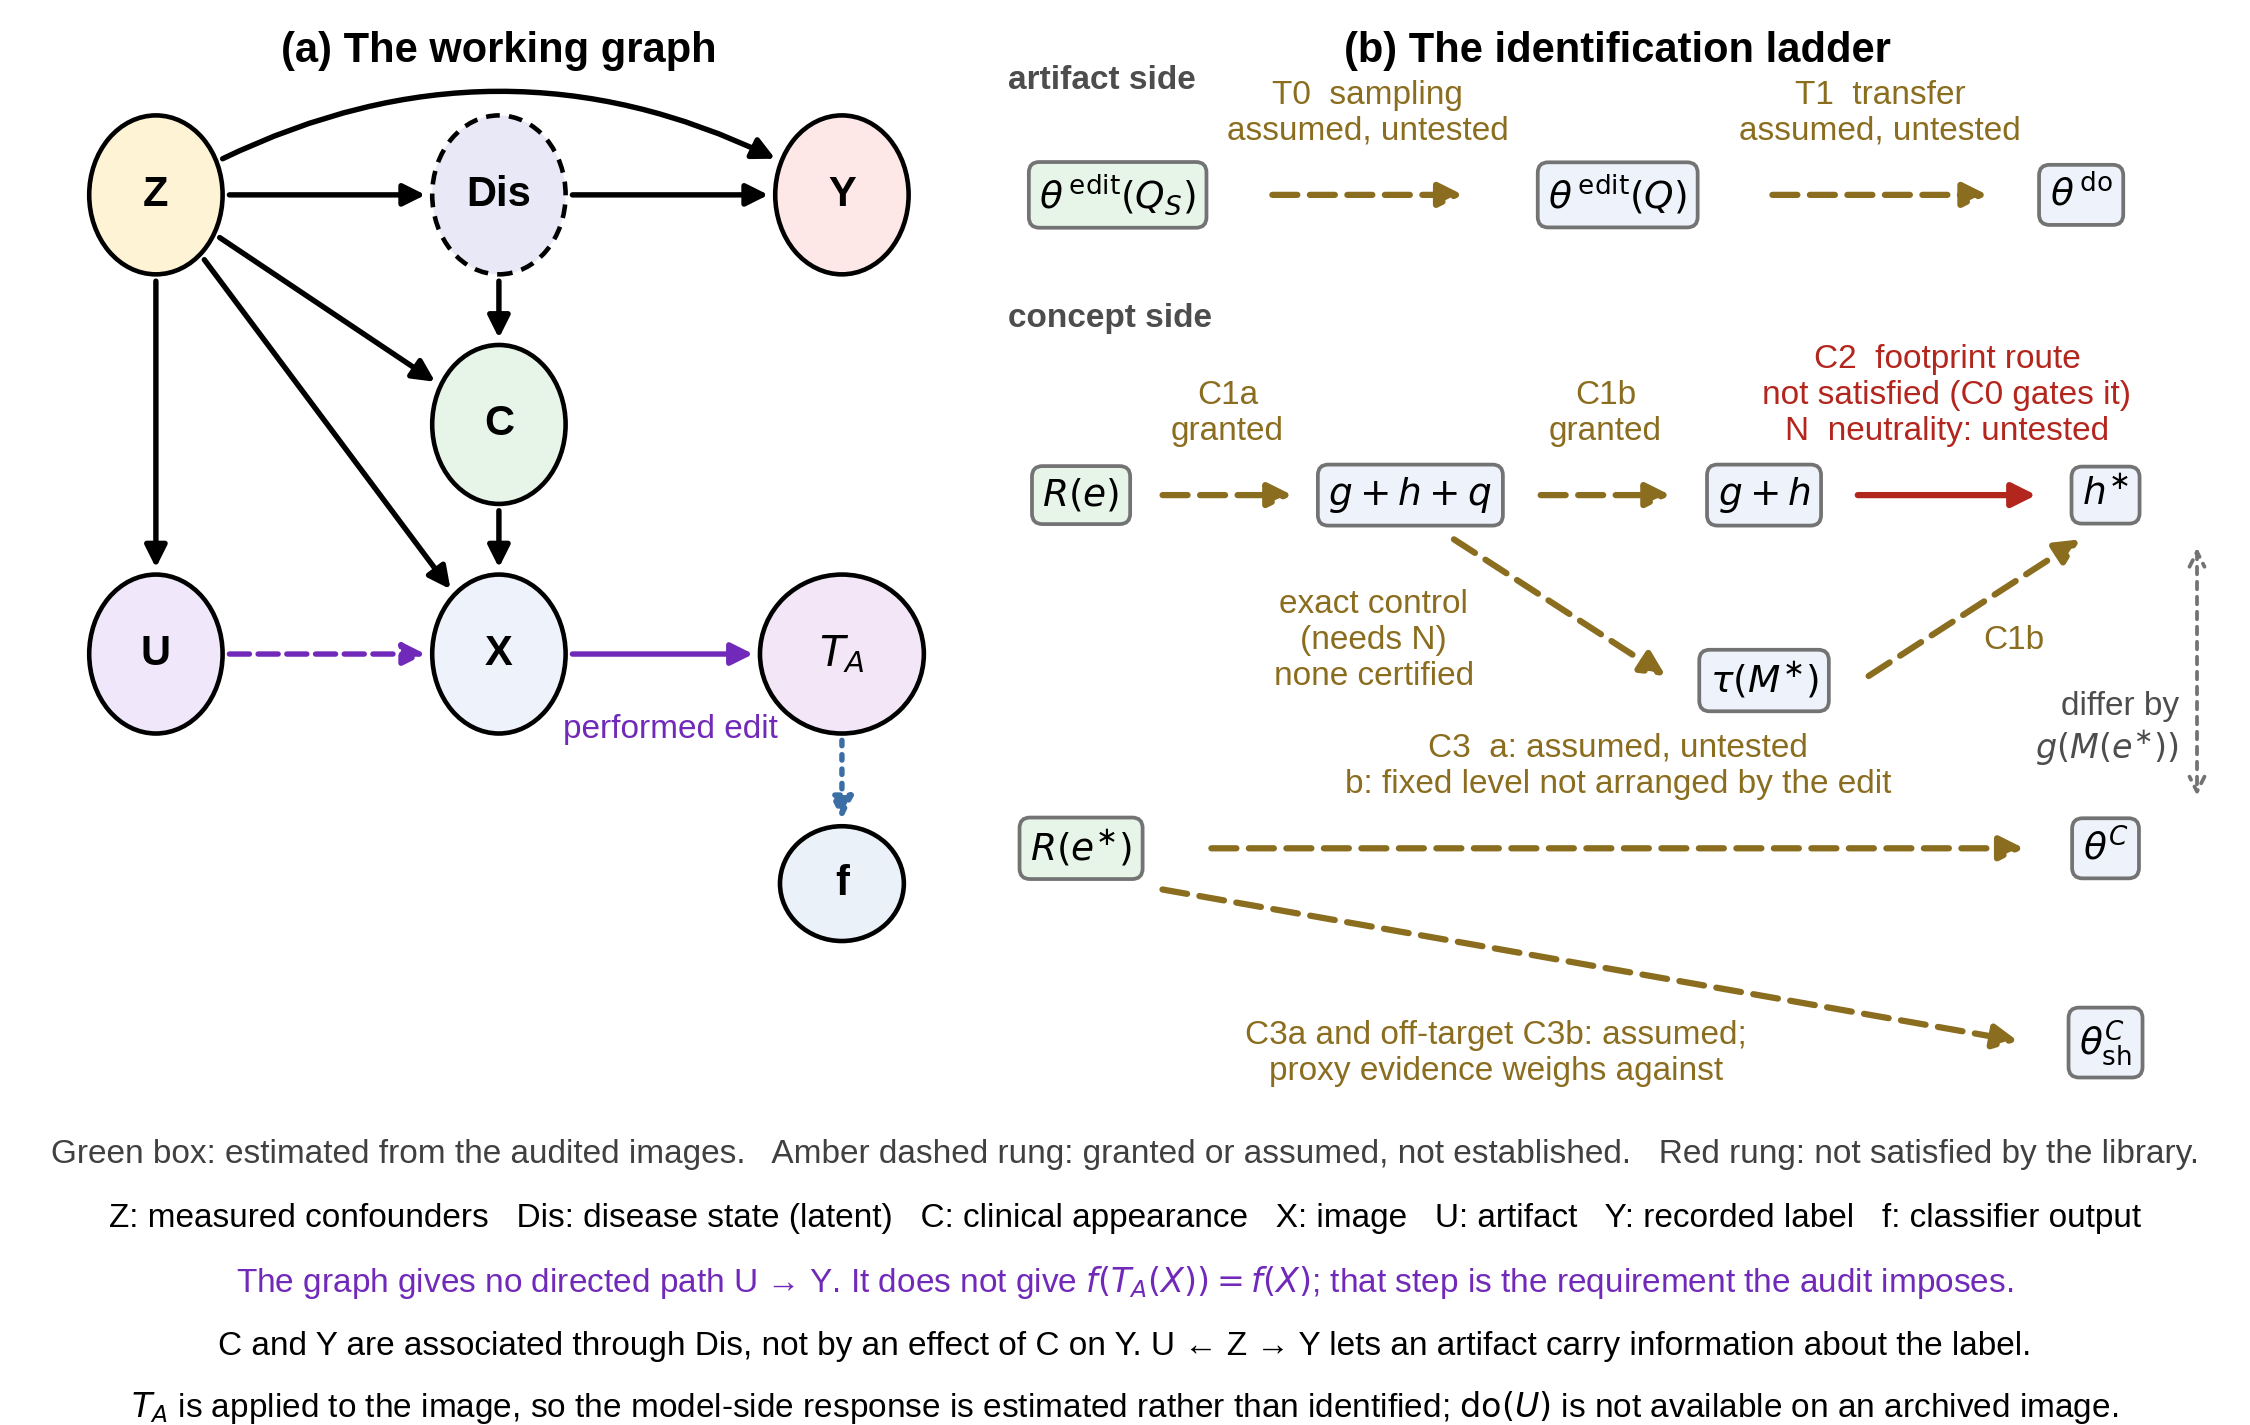 (a) The working graph
Z
Dis
Y
C
U
X
T_A
performed edit
f
(b) The identification ladder
artifact side
T0 sampling
assumed, untested
T1 transfer
assumed, untested
θ^edit(Q_S)
θ^edit(Q)
θ^do
concept side
C1a
granted
C1b
granted
C2 footprint route
not satisfied (C0 gates it)
N neutrality: untested
R(e)
g + h + q
g + h
h*
exact control
(needs N)
none certified
C1b
τ(M*)
differ by
g(M(e*))
C3 a: assumed, untested
b: fixed level not arranged by the edit
R(e*)
θ^C
C3a and off-target C3b: assumed;
proxy evidence weighs against
θ^C_sh
Green box: estimated from the audited images. Amber dashed rung: granted or assumed, not established. Red rung: not satisfied by the library.
Z: measured confounders Dis: disease state (latent) C: clinical appearance X: image U: artifact Y: recorded label f: classifier output
The graph gives no directed path U → Y. It does not give f(T_A(X)) = f(X); that step is the requirement the audit imposes.
C and Y are associated through Dis, not by an effect of C on Y. U ← Z → Y lets an artifact carry information about the label.
T_A is applied to the image, so the model-side response is estimated rather than identified; do(U) is not available on an archived image.